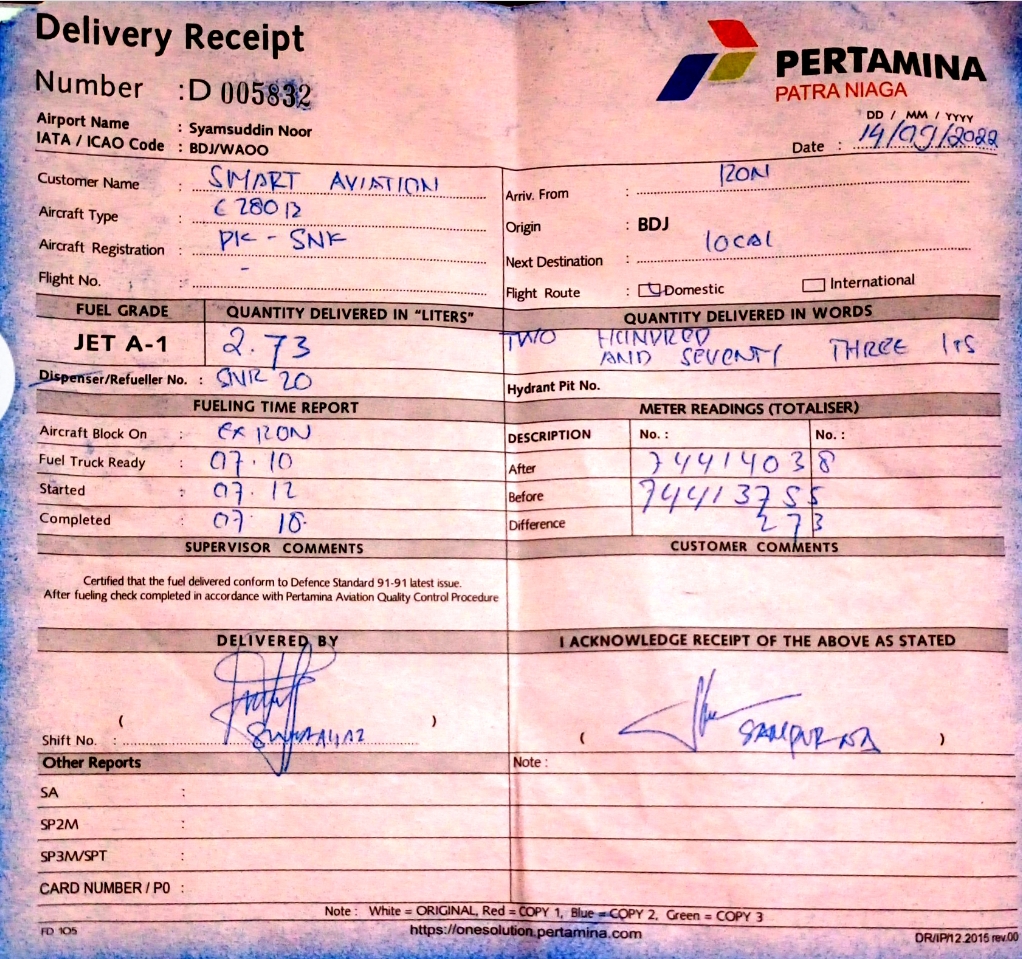 Delivery Receipt
PERTAMINA
PATRA NIAGA
Number : D 005832
DD / MM / YYYY
Airport Name : Syamsuddin Noor
IATA / ICAO Code : BDJ/WAOO
Date : 14/09/2022
Customer Name : SMART AVIATION
Arriv. From : RON
Aircraft Type : C 280 B
Origin : BDJ
Aircraft Registration : PK - SNK
Next Destination : LOCAL
Flight No. : -
Flight Route : Domestic International
FUEL GRADE QUANTITY DELIVERED IN "LITERS" QUANTITY DELIVERED IN WORDS
JET A-1 2.73 TWO HUNDRED
AND SEVENTY THREE LTS
Dispenser/Refueller No. : SNR 20
Hydrant Pit No.
FUELING TIME REPORT METER READINGS (TOTALISER)
Aircraft Block On : EX RON
DESCRIPTION No. : No. :
Fuel Truck Ready : 07.10
After 74414038
Started : 07.12
Before 74413755
Completed : 07.18
Difference 273
SUPERVISOR COMMENTS CUSTOMER COMMENTS
Certified that the fuel delivered conform to Defence Standard 91-91 latest issue.
After fueling check completed in accordance with Pertamina Aviation Quality Control Procedure
DELIVERED BY I ACKNOWLEDGE RECEIPT OF THE ABOVE AS STATED
( )
Shift No. :
( SAMPURNA )
Other Reports Note :
SA :
SP2M :
SP3M/SPT :
CARD NUMBER / P0 :
Note : White = ORIGINAL, Red = COPY 1, Blue = COPY 2, Green = COPY 3
FD 105 https://onesolution.pertamina.com DR/IP/12.2015 rev.00